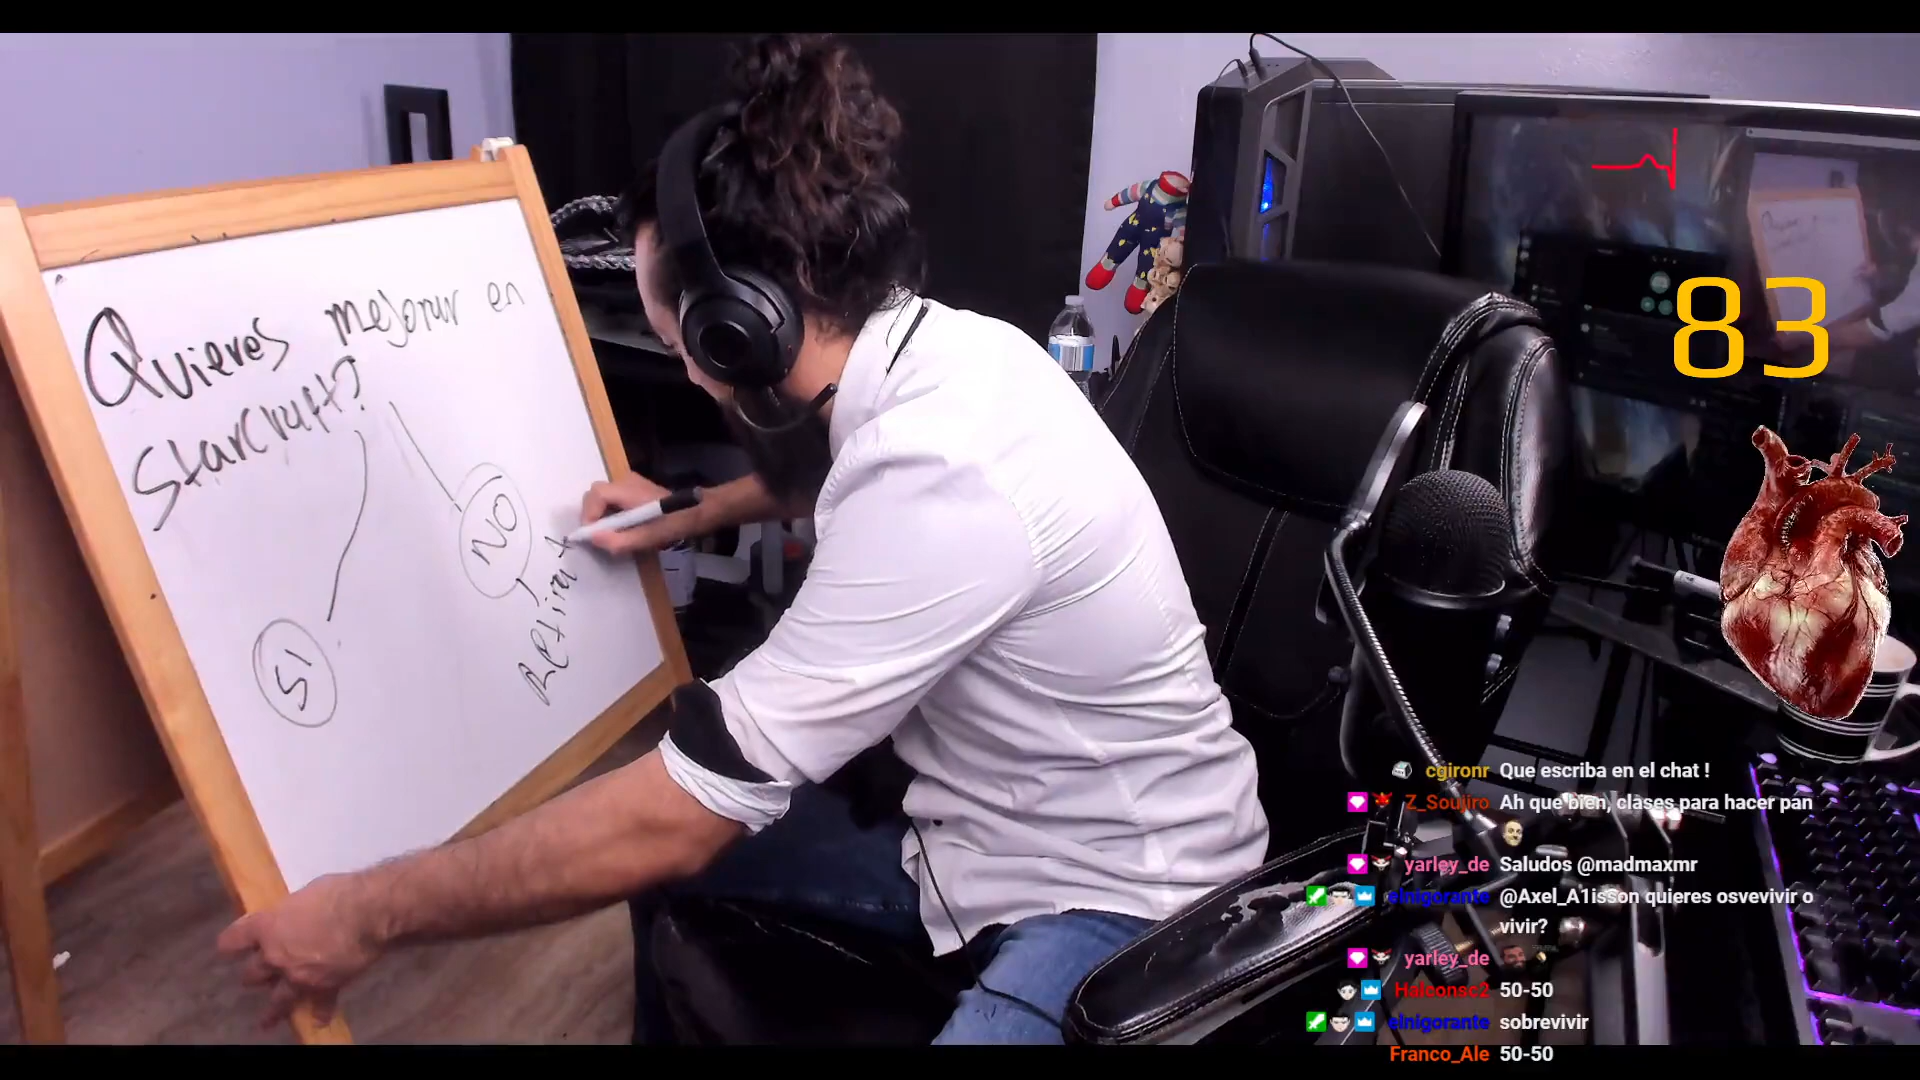 Quieres mejorar en
StarCraft?
NO
SI
Retirat
83
cgironr Que escriba en el chat !
Z_Soujiro Ah que bien, clases para hacer pan
yarley_de Saludos @madmaxmr
elnigorante @Axel_A1isson quieres osvevivir o
vivir?
yarley_de
Halconsc2 50-50
elnigorante sobrevivir
Franco_Ale 50-50